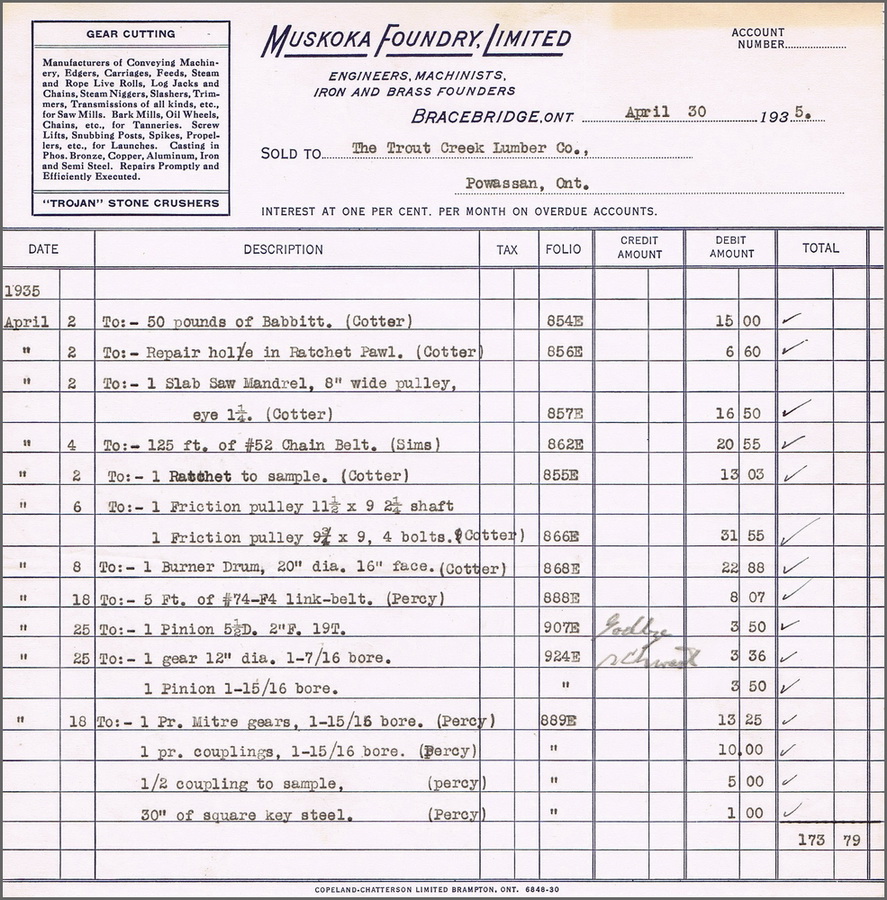 GEAR CUTTING
Manufacturers of Conveying Machin-
ery, Edgers, Carriages, Feeds, Steam
and Rope Live Rolls, Log Jacks and
Chains, Steam Niggers, Slashers, Trim-
mers, Transmissions of all kinds, etc.,
for Saw Mills. Bark Mills, Oil Wheels,
Chains, etc., for Tanneries. Screw
Lifts, Snubbing Posts, Spikes, Propel-
lers, etc., for Launches. Casting in
Phos. Bronze, Copper, Aluminum, Iron
and Semi Steel. Repairs Promptly and
Efficiently Executed.
"TROJAN" STONE CRUSHERS
MUSKOKA FOUNDRY, LIMITED
ENGINEERS, MACHINISTS,
IRON AND BRASS FOUNDERS
ACCOUNT
NUMBER
BRACEBRIDGE, ONT. April 30 1935.
SOLD TO The Trout Creek Lumber Co.,
Powassan, Ont.
INTEREST AT ONE PER CENT. PER MONTH ON OVERDUE ACCOUNTS.
DATE DESCRIPTION TAX FOLIO CREDIT AMOUNT DEBIT AMOUNT TOTAL
1935
April 2 To:- 50 pounds of Babbitt. (Cotter) 854E 15 00 ✓
" 2 To:- Repair hol/e in Ratchet Pawl. (Cotter) 856E 6 60 ✓
" 2 To:- 1 Slab Saw Mandrel, 8" wide pulley,
eye 1¼. (Cotter) 857E 16 50 ✓
" 4 To:- 125 ft. of #52 Chain Belt. (Sims) 862E 20 55 ✓
" 2 To:- 1 Ratchet to sample. (Cotter) 855E 13 03 ✓
" 6 To:- 1 Friction pulley 11½ x 9 2¼ shaft
1 Friction pulley 9¾ x 9, 4 bolts. (Cotter) 866E 31 55 ✓
" 8 To:- 1 Burner Drum, 20" dia. 16" face. (Cotter) 868E 22 88 ✓
" 18 To:- 5 Ft. of #74-F4 link-belt. (Percy) 888E 8 07 ✓
" 25 To:- 1 Pinion 5½D. 2"F. 19T. 907E 3 50 ✓
" 25 To:- 1 gear 12" dia. 1-7/16 bore. 924E 3 36 ✓
1 Pinion 1-15/16 bore. " 3 50 ✓
" 18 To:- 1 Pr. Mitre gears, 1-15/16 bore. (Percy) 889E 13 25 ✓
1 pr. couplings, 1-15/16 bore. (Percy) " 10.00 ✓
1/2 coupling to sample, (percy) " 5 00 ✓
30" of square key steel. (Percy) " 1 00 ✓
173 79
COPELAND-CHATTERSON LIMITED BRAMPTON, ONT. 6848-30